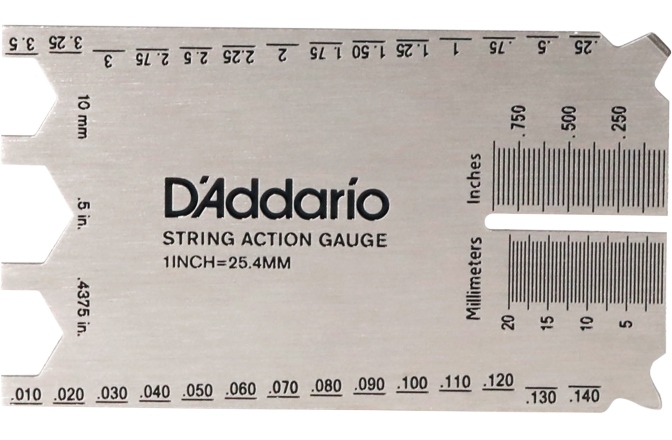 3.5 3.25 3 2.75 2.5 2.25 2 1.75 1.50 1.25 1 .75 .5 .25
10 mm
.5 in.
.4375 in.
D'Addario
STRING ACTION GAUGE
1INCH=25.4MM
Inches
.750 .500 .250
Millimeters
20 15 10 5
.010 .020 .030 .040 .050 .060 .070 .080 .090 .100 .110 .120 .130 .140